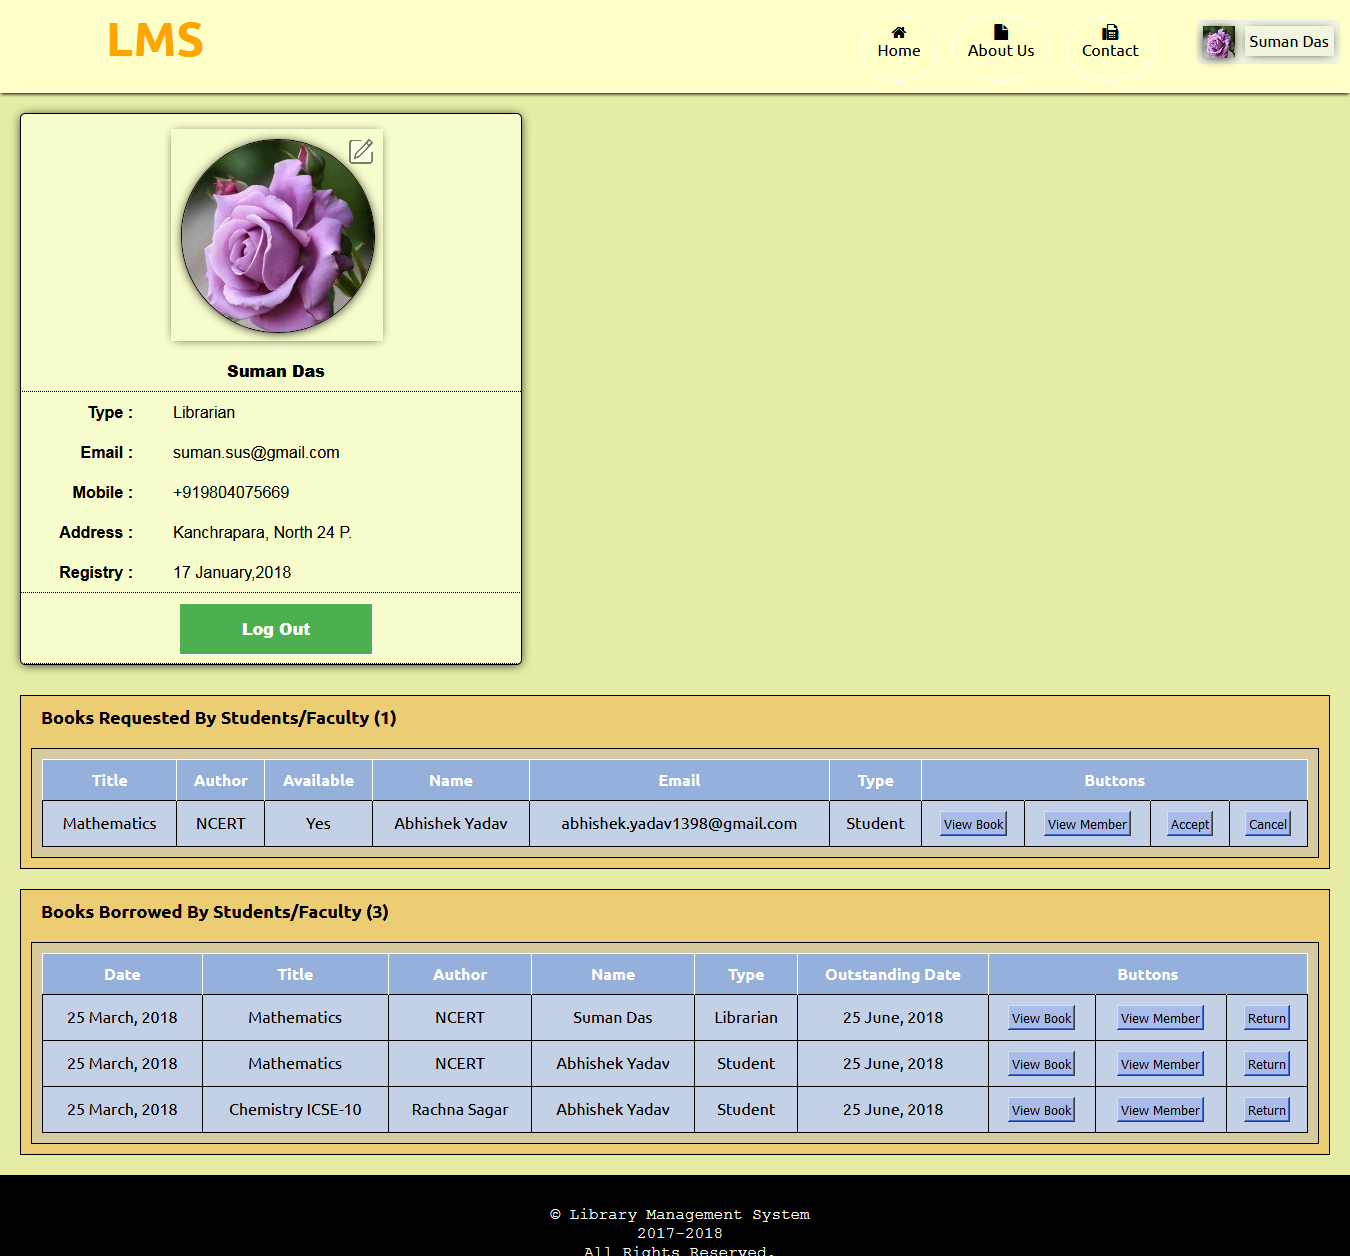 LMS
Home
About Us
Contact
Suman Das
Suman Das
Type : Librarian
Email : suman.sus@gmail.com
Mobile : +919804075669
Address : Kanchrapara, North 24 P.
Registry : 17 January,2018
Log Out
Books Requested By Students/Faculty (1)
Title Author Available Name Email Type Buttons
Mathematics NCERT Yes Abhishek Yadav abhishek.yadav1398@gmail.com Student View Book View Member Accept Cancel
Books Borrowed By Students/Faculty (3)
Date Title Author Name Type Outstanding Date Buttons
25 March, 2018 Mathematics NCERT Suman Das Librarian 25 June, 2018 View Book View Member Return
25 March, 2018 Mathematics NCERT Abhishek Yadav Student 25 June, 2018 View Book View Member Return
25 March, 2018 Chemistry ICSE-10 Rachna Sagar Abhishek Yadav Student 25 June, 2018 View Book View Member Return
© Library Management System
2017-2018
All Rights Reserved.